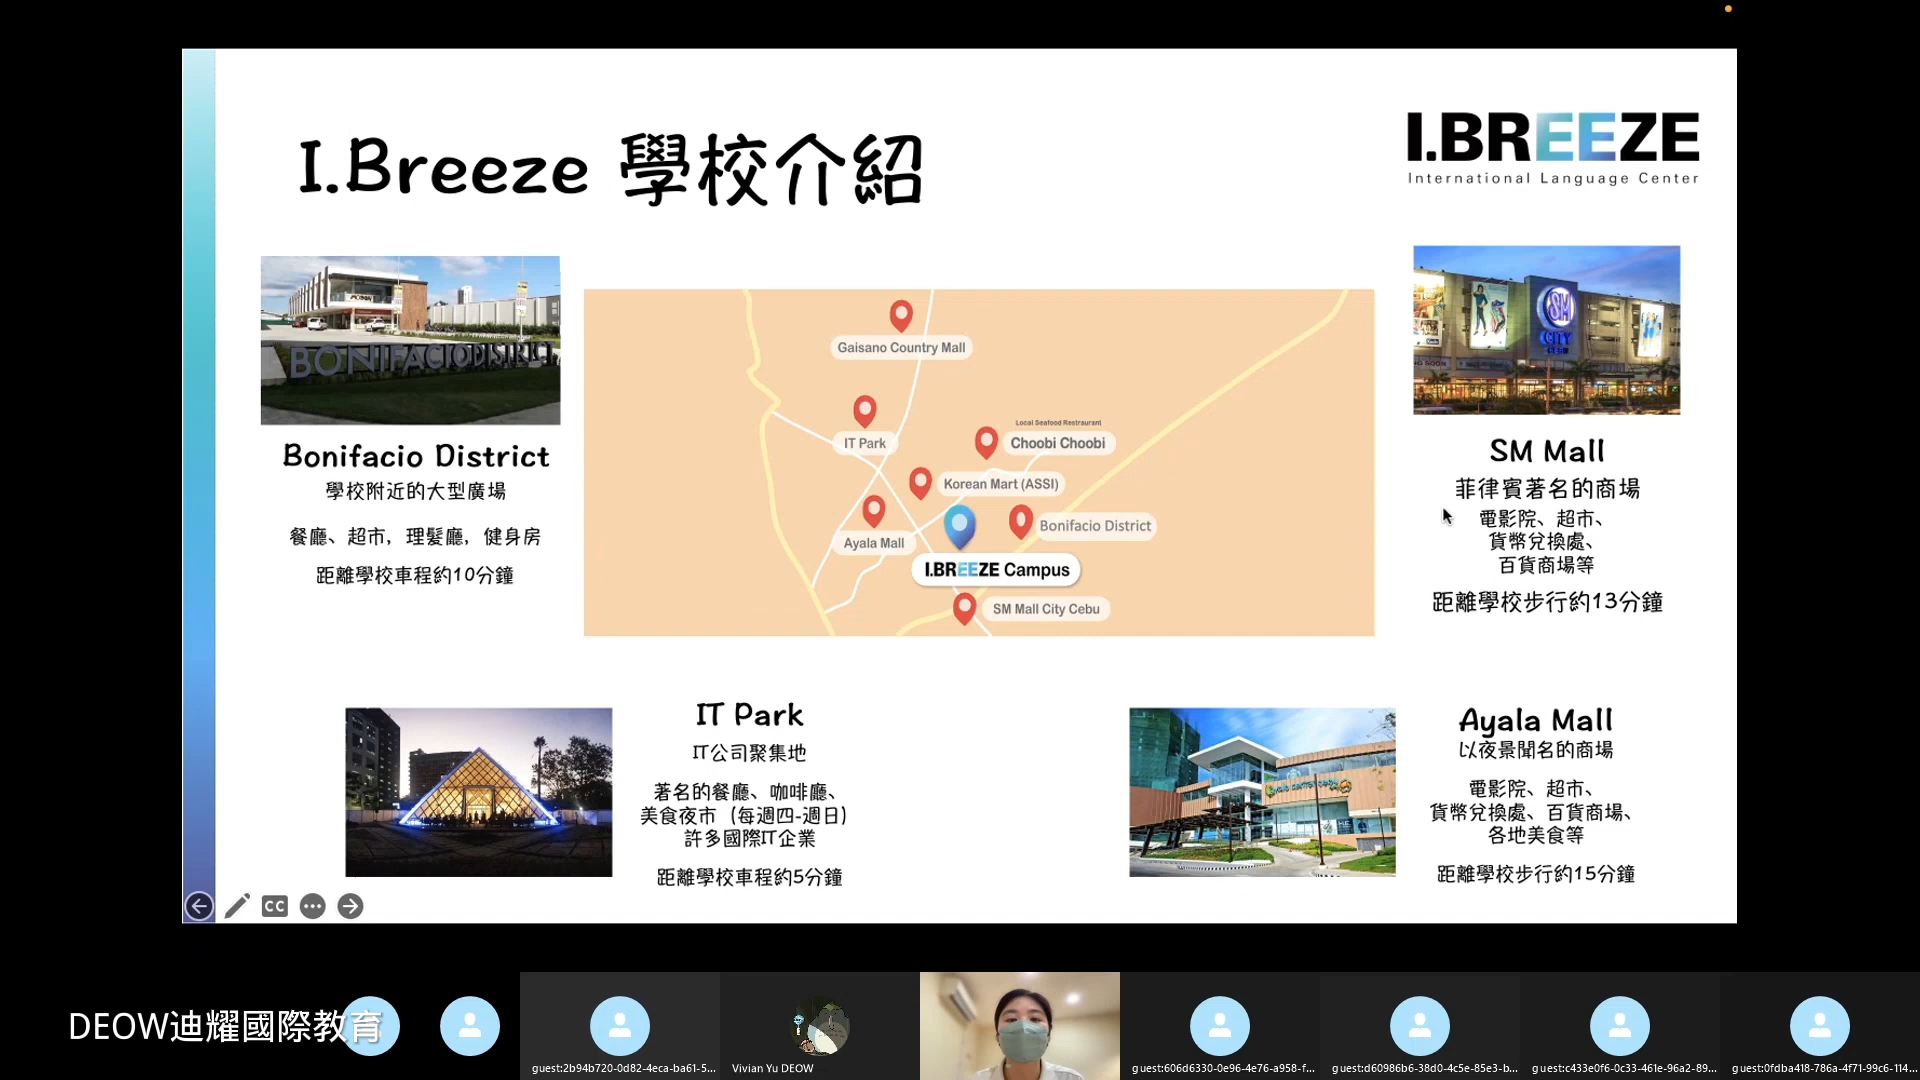 I.Breeze 學校介紹
I.BREEZE
International Language Center
BONIFACIO DISTRICT
Bonifacio District
學校附近的大型廣場
餐廳、超市, 理髮廳, 健身房
距離學校車程約10分鐘
Gaisano Country Mall
IT Park
Local Seafood Restraurant
Choobi Choobi
Korean Mart (ASSI)
Ayala Mall
Bonifacio District
I.BREEZE Campus
SM Mall City Cebu
SM
CITY
SM Mall
菲律賓著名的商場
電影院、超市、
貨幣兌換處、
百貨商場等
距離學校步行約13分鐘
IT Park
IT公司聚集地
著名的餐廳、咖啡廳、
美食夜市 (每週四-週日)
許多國際IT企業
距離學校車程約5分鐘
Ayala Mall
以夜景聞名的商場
電影院、超市、
貨幣兌換處、百貨商場、
各地美食等
距離學校步行約15分鐘
CC
DEOW迪耀國際教育
guest:2b94b720-0d82-4eca-ba61-5...
Vivian Yu DEOW
guest:606d6330-0e96-4e76-a958-f...
guest:d60986b6-38d0-4c5e-85e3-b...
guest:c433e0f6-0c33-461e-96a2-89...
guest:0fdba418-786a-4f71-99c6-114...